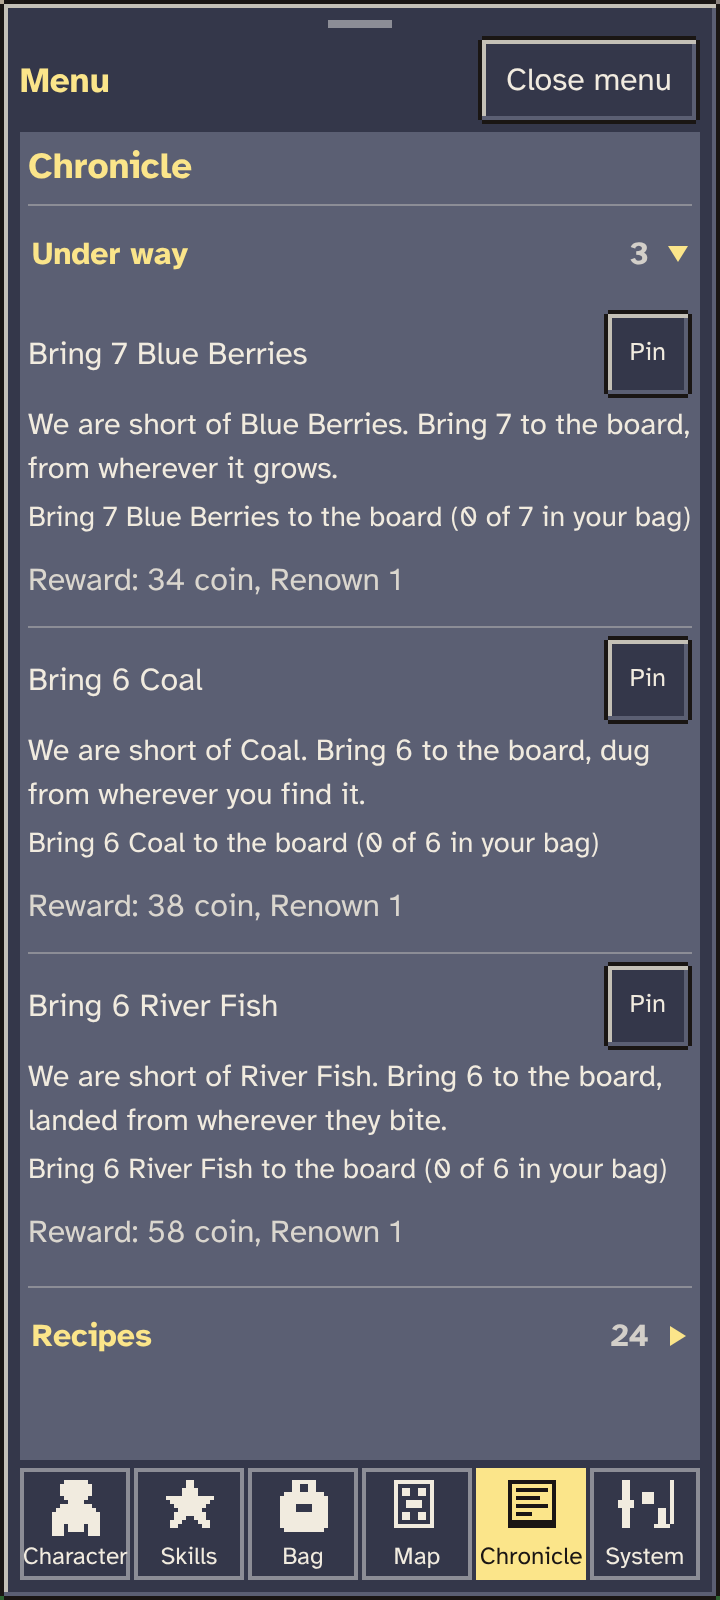 Menu
Close menu
Chronicle
Under way 3
Bring 7 Blue Berries
Pin
We are short of Blue Berries. Bring 7 to the board,
from wherever it grows.
Bring 7 Blue Berries to the board (0 of 7 in your bag)
Reward: 34 coin, Renown 1
Bring 6 Coal
Pin
We are short of Coal. Bring 6 to the board, dug
from wherever you find it.
Bring 6 Coal to the board (0 of 6 in your bag)
Reward: 38 coin, Renown 1
Bring 6 River Fish
Pin
We are short of River Fish. Bring 6 to the board,
landed from wherever they bite.
Bring 6 River Fish to the board (0 of 6 in your bag)
Reward: 58 coin, Renown 1
Recipes 24
Character Skills Bag Map Chronicle System